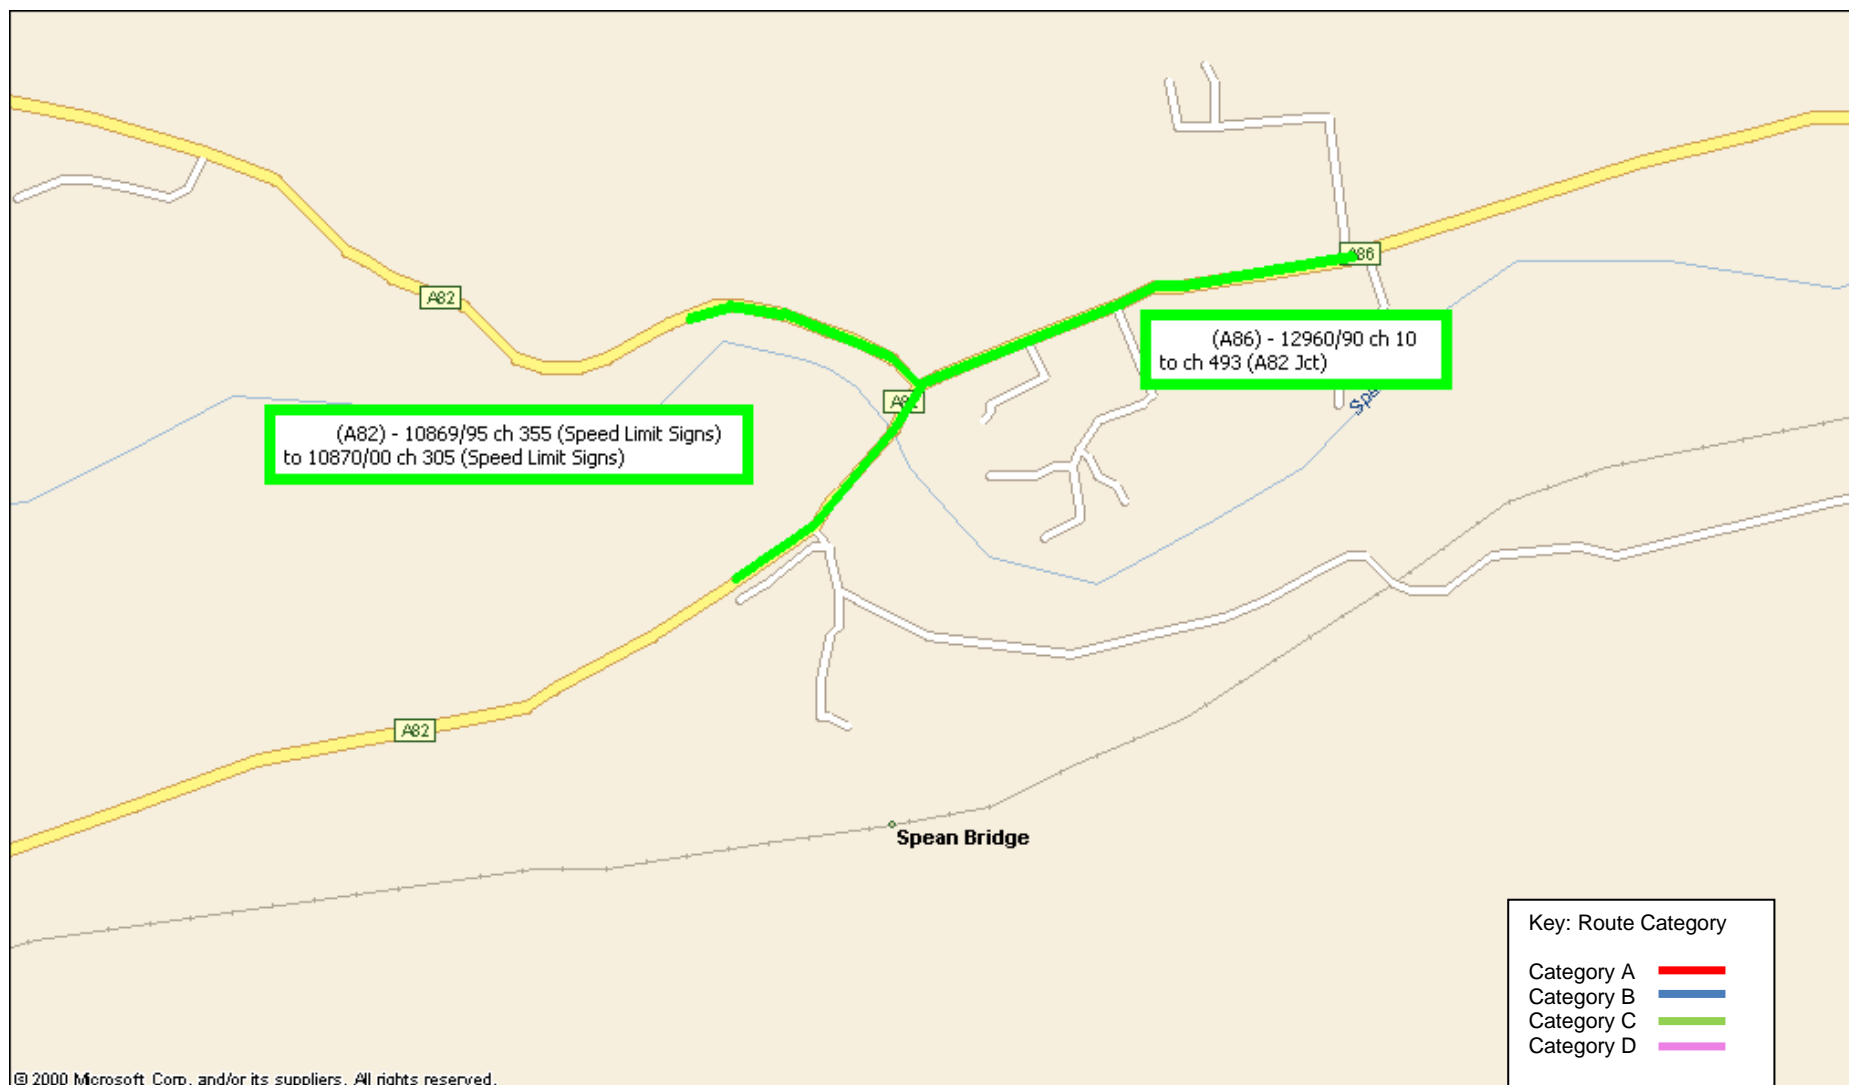 A86
A82
(A86) - 12960/90 ch 10
to ch 493 (A82 Jct)
A82
(A82) - 10869/95 ch 355 (Speed Limit Signs)
to 10870/00 ch 305 (Speed Limit Signs)
A82
Spean Bridge
Key: Route Category
Category A
Category B
Category C
Category D
© 2000 Microsoft Corp. and/or its suppliers. All rights reserved.